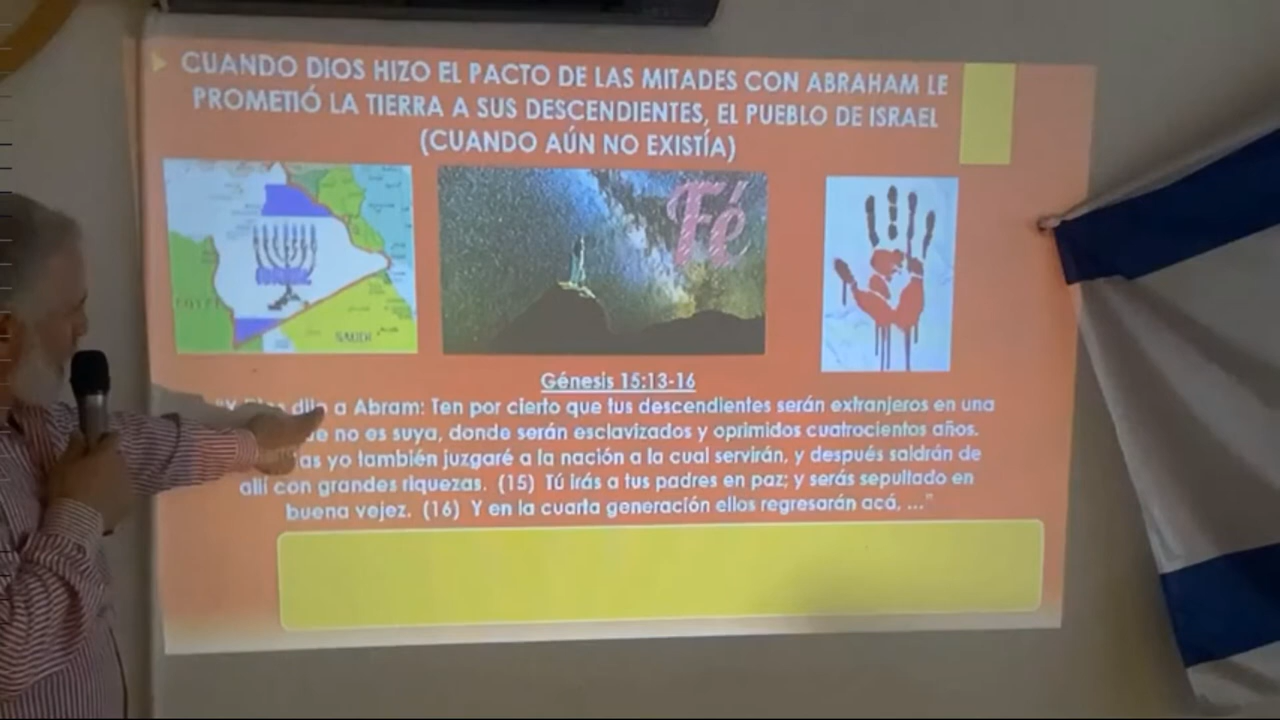 CUANDO DIOS HIZO EL PACTO DE LAS MITADES CON ABRAHAM LE
PROMETIÓ LA TIERRA A SUS DESCENDIENTES, EL PUEBLO DE ISRAEL
(CUANDO AÚN NO EXISTÍA)
Fé
Génesis 15:13-16
a Abram: Ten por cierto que tus descendientes serán extranjeros en una
no es suya, donde serán esclavizados y oprimidos cuatrocientos años.
yo también juzgaré a la nación a la cual servirán, y después saldrán de
allí con grandes riquezas. (15) Tú irás a tus padres en paz; y serás sepultado en
buena vejez. (16) Y en la cuarta generación ellos regresarán acá, ..."